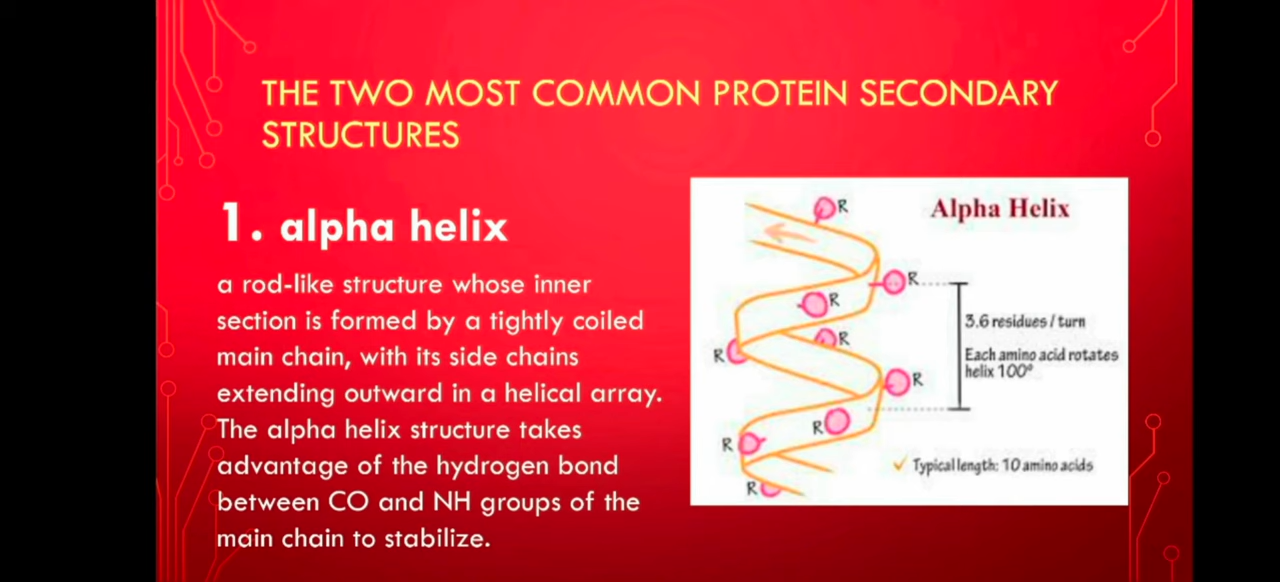 THE TWO MOST COMMON PROTEIN SECONDARY
STRUCTURES
1. alpha helix
a rod-like structure whose inner
section is formed by a tightly coiled
main chain, with its side chains
extending outward in a helical array.
The alpha helix structure takes
advantage of the hydrogen bond
between CO and NH groups of the
main chain to stabilize.
Alpha Helix
R
R
R
R
R
R
R
R
R
3.6 residues / turn
Each amino acid rotates
helix 100°
✓ Typical length: 10 amino acids